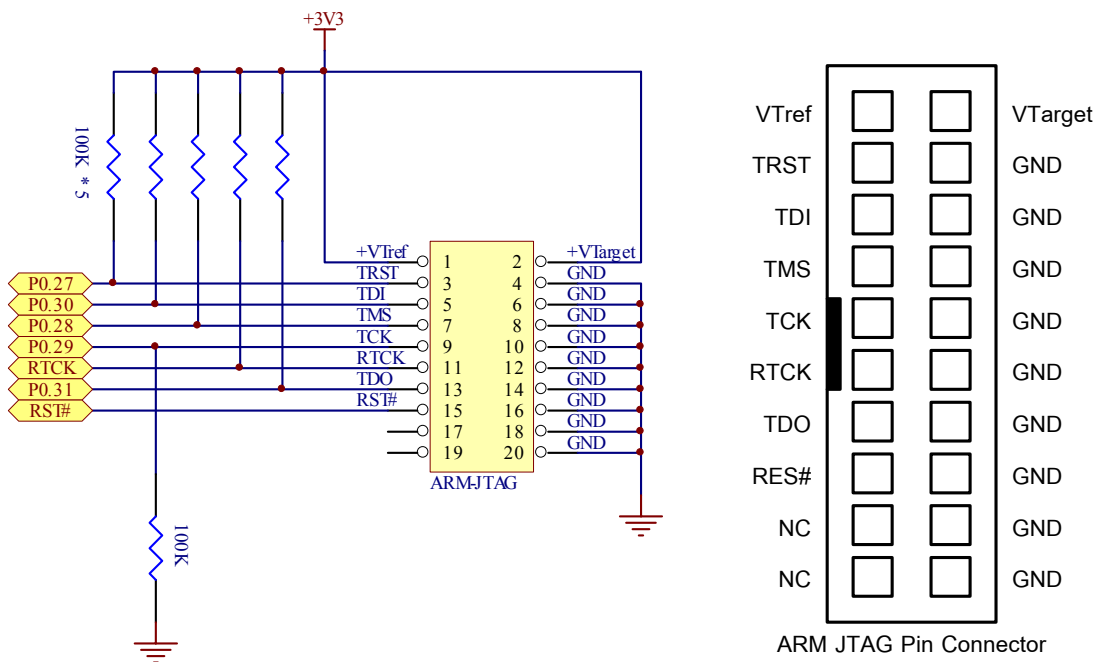 +3V3
100K * 5
+VTref
TRST
TDI
TMS
TCK
RTCK
TDO
RST#
P0.27
P0.30
P0.28
P0.29
RTCK
P0.31
RST#
1 2
3 4
5 6
7 8
9 10
11 12
13 14
15 16
17 18
19 20
+VTarget
GND
GND
GND
GND
GND
GND
GND
GND
GND
ARM-JTAG
100K
VTref VTarget
TRST GND
TDI GND
TMS GND
TCK GND
RTCK GND
TDO GND
RES# GND
NC GND
NC GND
ARM JTAG Pin Connector